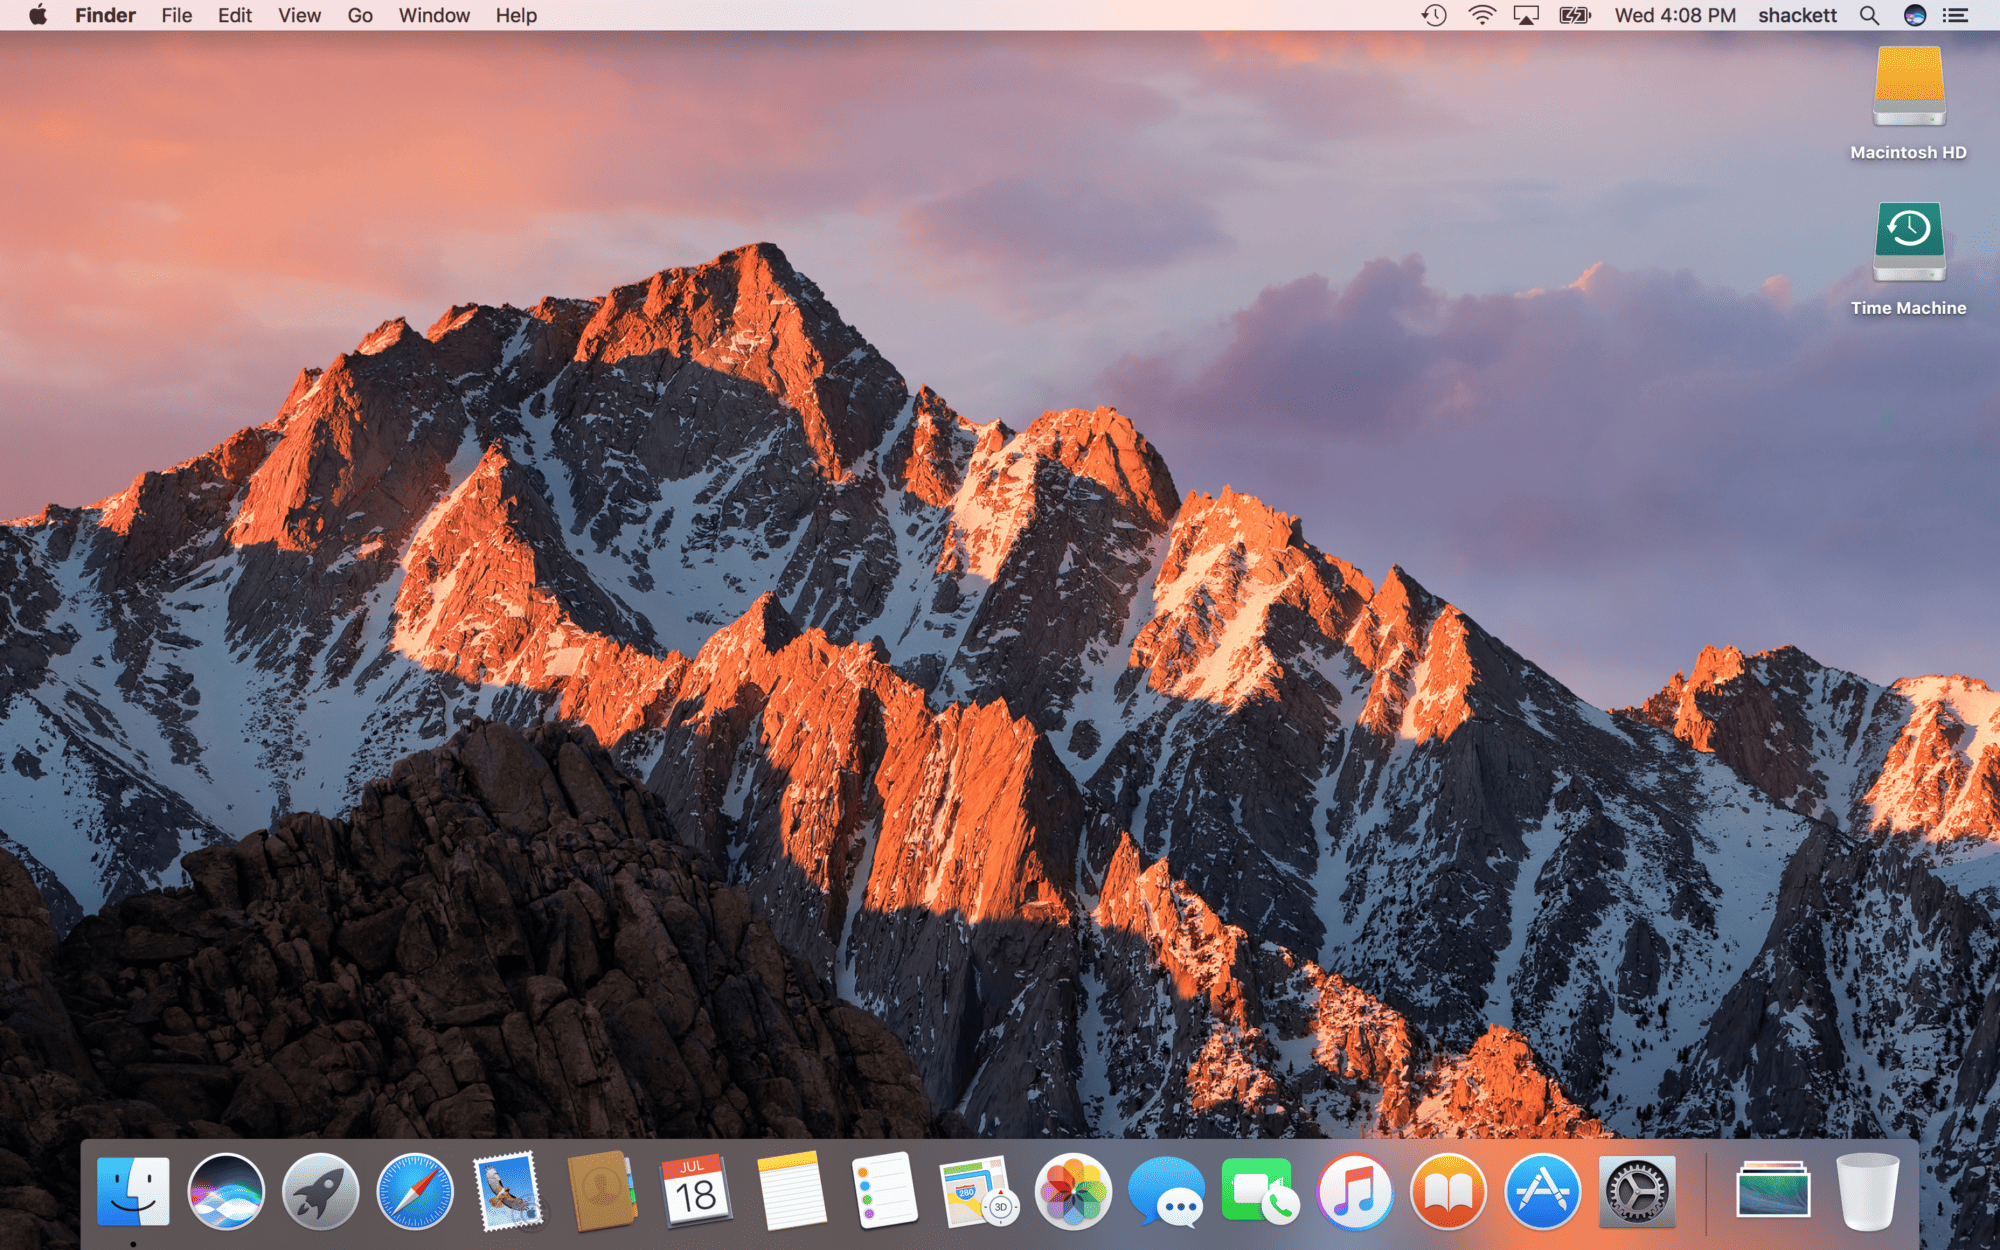 Finder File Edit View Go Window Help Wed 4:08 PM shackett
Macintosh HD
Time Machine
JUL
18
280
3D